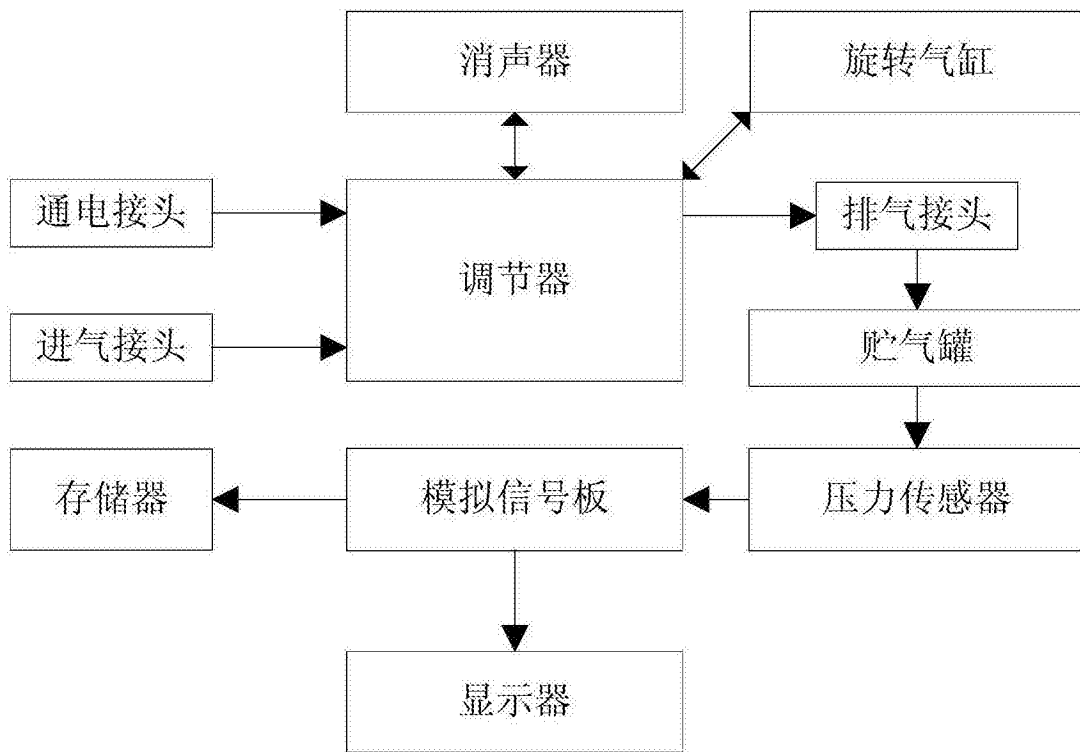 消声器
旋转气缸
通电接头
调节器
排气接头
进气接头
贮气罐
存储器
模拟信号板
压力传感器
显示器